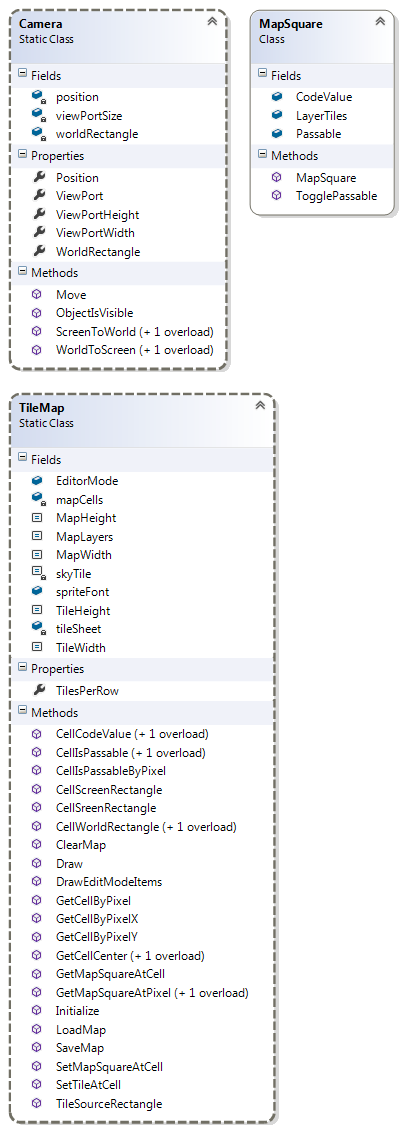 Camera
Static Class
Fields
position
viewPortSize
worldRectangle
Properties
Position
ViewPort
ViewPortHeight
ViewPortWidth
WorldRectangle
Methods
Move
ObjectIsVisible
ScreenToWorld (+ 1 overload)
WorldToScreen (+ 1 overload)
MapSquare
Class
Fields
CodeValue
LayerTiles
Passable
Methods
MapSquare
TogglePassable
TileMap
Static Class
Fields
EditorMode
mapCells
MapHeight
MapLayers
MapWidth
skyTile
spriteFont
TileHeight
tileSheet
TileWidth
Properties
TilesPerRow
Methods
CellCodeValue (+ 1 overload)
CellIsPassable (+ 1 overload)
CellIsPassableByPixel
CellScreenRectangle
CellSreenRectangle
CellWorldRectangle (+ 1 overload)
ClearMap
Draw
DrawEditModeItems
GetCellByPixel
GetCellByPixelX
GetCellByPixelY
GetCellCenter (+ 1 overload)
GetMapSquareAtCell
GetMapSquareAtPixel (+ 1 overload)
Initialize
LoadMap
SaveMap
SetMapSquareAtCell
SetTileAtCell
TileSourceRectangle